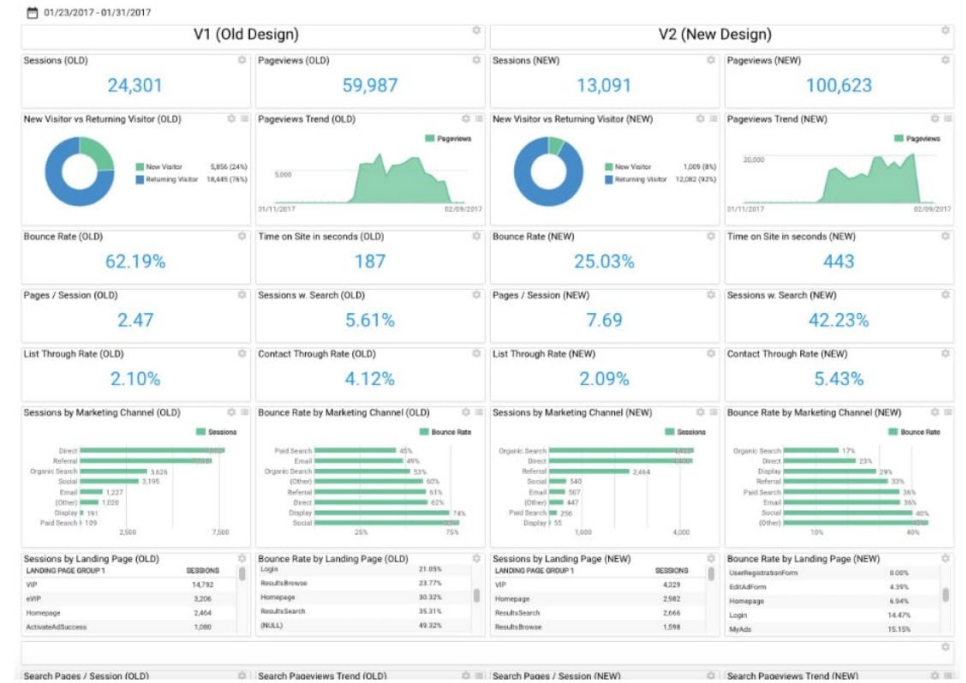 01/23/2017 - 01/31/2017
V1 (Old Design)
V2 (New Design)
Sessions (OLD)
24,301
Pageviews (OLD)
59,987
Sessions (NEW)
13,091
Pageviews (NEW)
100,623
New Visitor vs Returning Visitor (OLD)
New Visitor 5,856 (24%)
Returning Visitor 18,445 (76%)
Pageviews Trend (OLD)
Pageviews
5,000
31/11/2017 02/09/2017
New Visitor vs Returning Visitor (NEW)
New Visitor 1,009 (8%)
Returning Visitor 12,082 (92%)
Pageviews Trend (NEW)
Pageviews
20,000
31/11/2017 02/09/2017
Bounce Rate (OLD)
62.19%
Time on Site in seconds (OLD)
187
Bounce Rate (NEW)
25.03%
Time on Site in seconds (NEW)
443
Pages / Session (OLD)
2.47
Sessions w. Search (OLD)
5.61%
Pages / Session (NEW)
7.69
Sessions w. Search (NEW)
42.23%
List Through Rate (OLD)
2.10%
Contact Through Rate (OLD)
4.12%
List Through Rate (NEW)
2.09%
Contact Through Rate (NEW)
5.43%
Sessions by Marketing Channel (OLD)
Sessions
Direct
Referral
Organic Search 3,626
Social 3,195
Email 1,227
(Other) 1,020
Display 191
Paid Search 109
2,500 7,500
Bounce Rate by Marketing Channel (OLD)
Bounce Rate
Paid Search 45%
Email 49%
Organic Search 53%
(Other) 60%
Referral 61%
Direct 62%
Display 74%
Social
25% 75%
Sessions by Marketing Channel (NEW)
Sessions
Organic Search
Direct
Referral 2,464
Social 540
Email 507
(Other) 447
Paid Search 256
Display 55
1,000 4,000
Bounce Rate by Marketing Channel (NEW)
Bounce Rate
Organic Search 17%
Direct 23%
Display 29%
Referral 33%
Paid Search 36%
Email 36%
Social 40%
(Other)
10% 40%
Sessions by Landing Page (OLD)
LANDING PAGE GROUP 1 SESSIONS
VIP 14,792
eVIP 3,206
Homepage 2,464
ActivateAdSuccess 1,080
Bounce Rate by Landing Page (OLD)
Login 21.05%
ResultsBrowse 23.77%
Homepage 30.32%
ResultsSearch 35.31%
(NULL) 49.32%
Sessions by Landing Page (NEW)
LANDING PAGE GROUP 1 SESSIONS
VIP 4,329
Homepage 2,982
ResultsSearch 2,666
ResultsBrowse 1,598
Bounce Rate by Landing Page (NEW)
UserRegistrationForm 0.00%
EditAdForm 4.39%
Homepage 6.94%
Login 14.47%
MyAds 15.15%
Search Pages / Session (OLD)
Search Pageviews Trend (OLD)
Search Pages / Session (NEW)
Search Pageviews Trend (NEW)